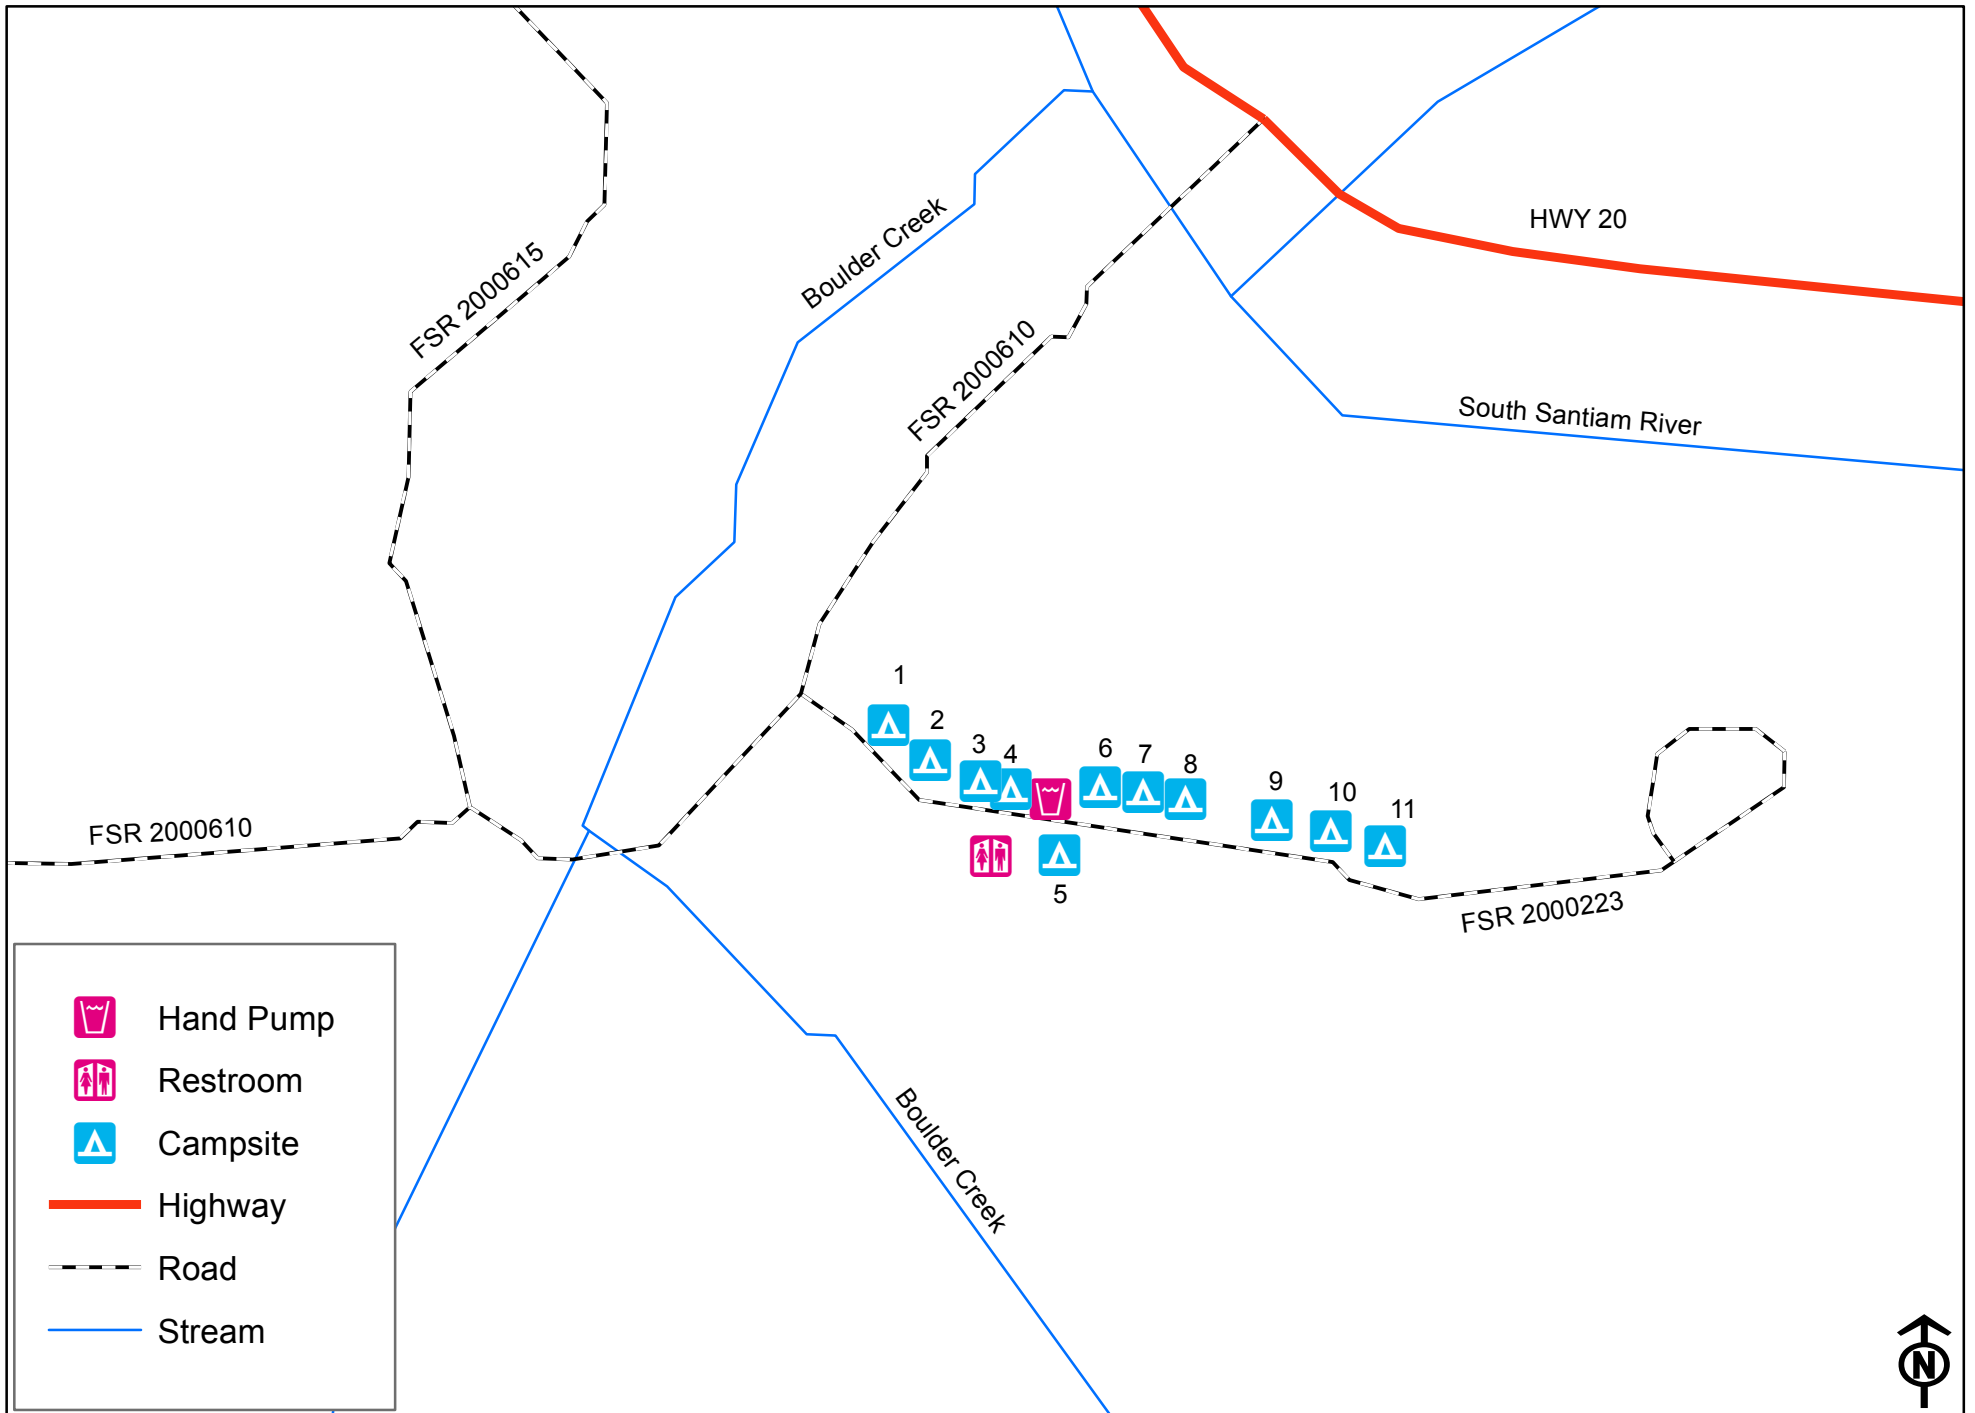 HWY 20
Boulder Creek
FSR 2000615
FSR 2000610
South Santiam River
1
2
3
4
6
7
8
9
10
11
5
FSR 2000610
FSR 2000223
Boulder Creek
Hand Pump
Restroom
Campsite
Highway
Road
Stream
N